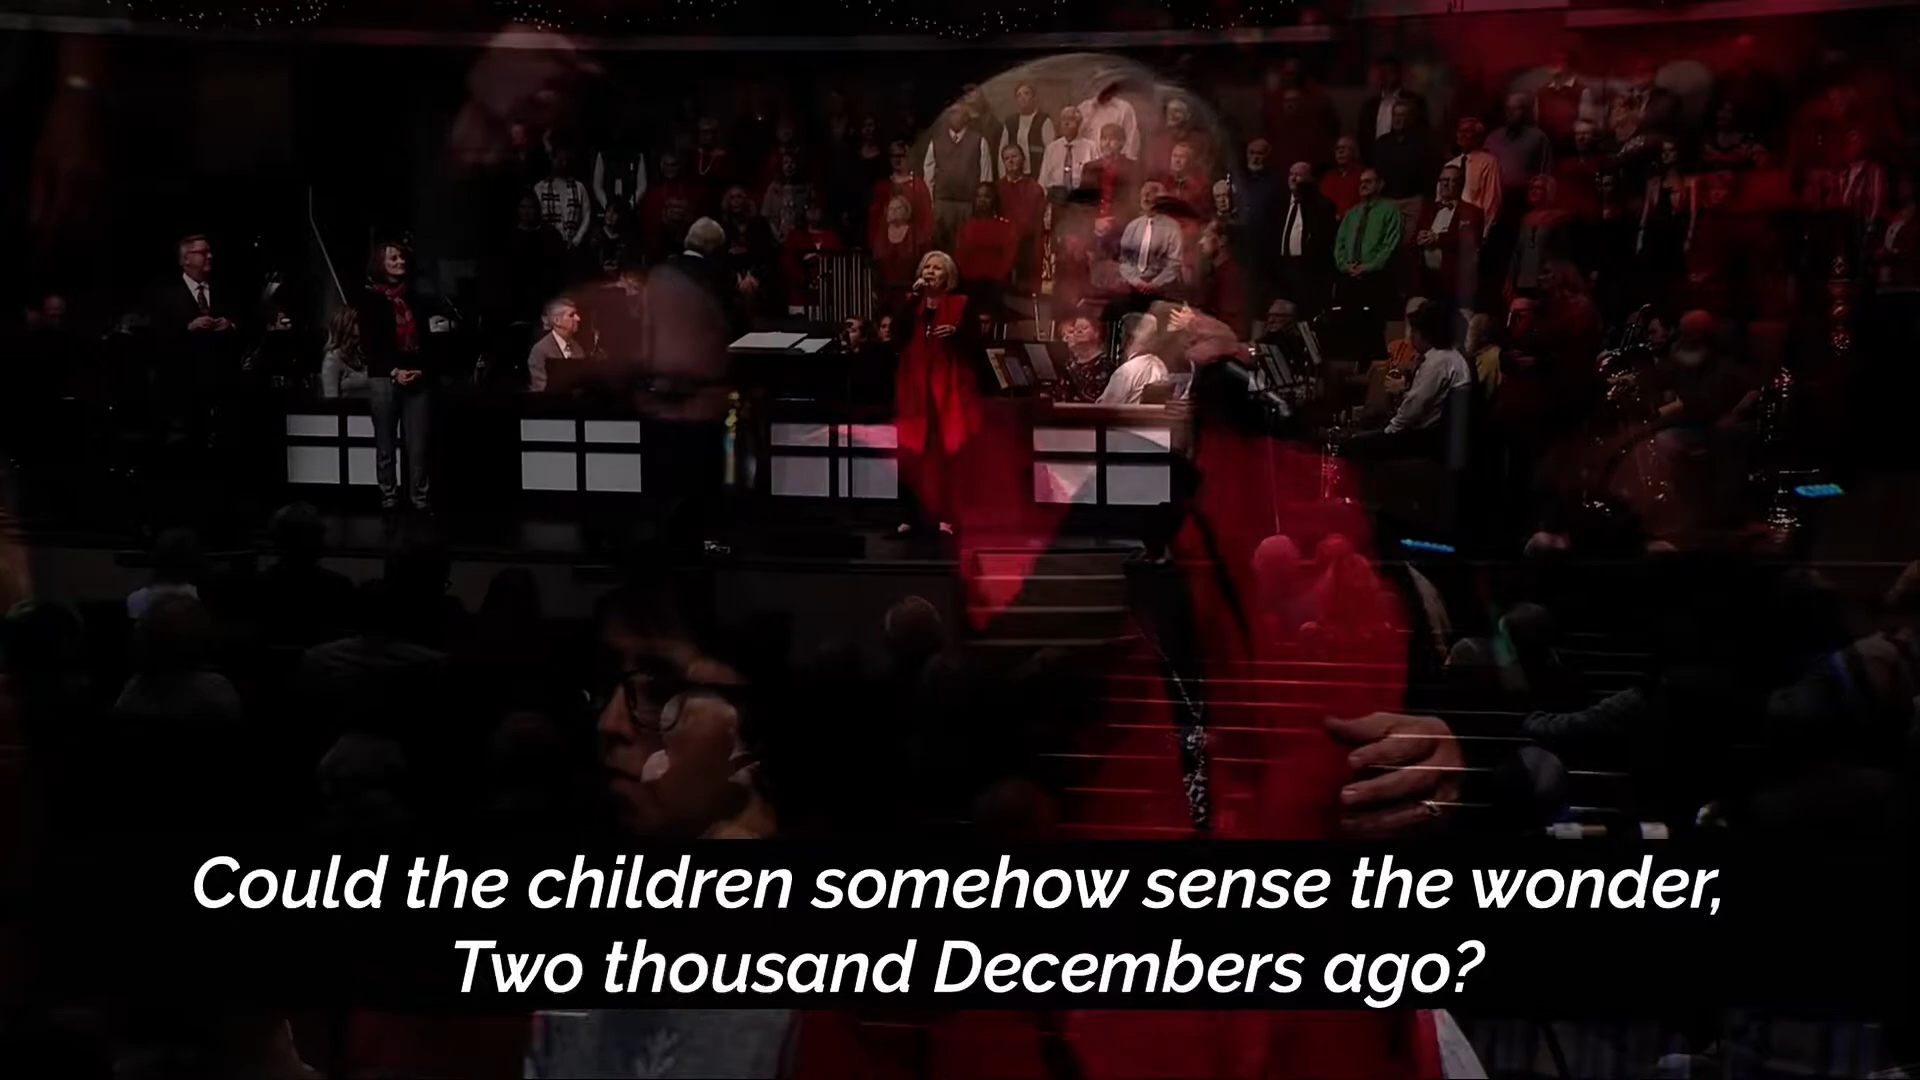 Could the children somehow sense the wonder,
Two thousand Decembers ago?